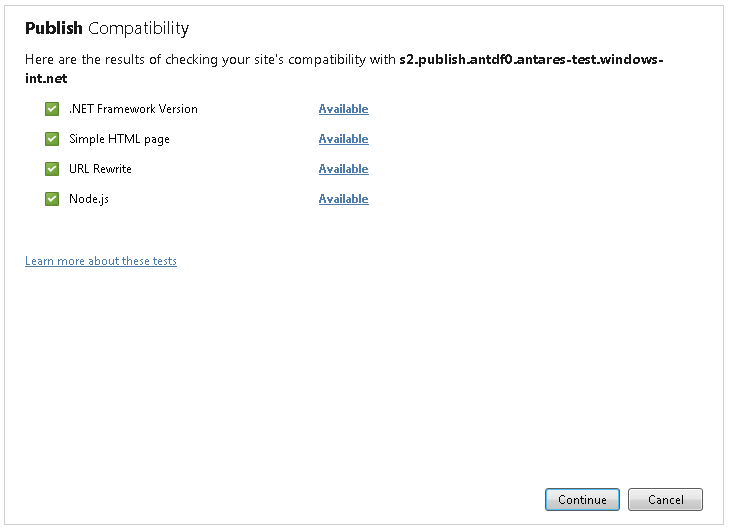 Publish Compatibility
Here are the results of checking your site's compatibility with s2.publish.antdf0.antares-test.windows-
int.net
.NET Framework Version Available
Simple HTML page Available
URL Rewrite Available
Node.js Available
Learn more about these tests
Continue Cancel